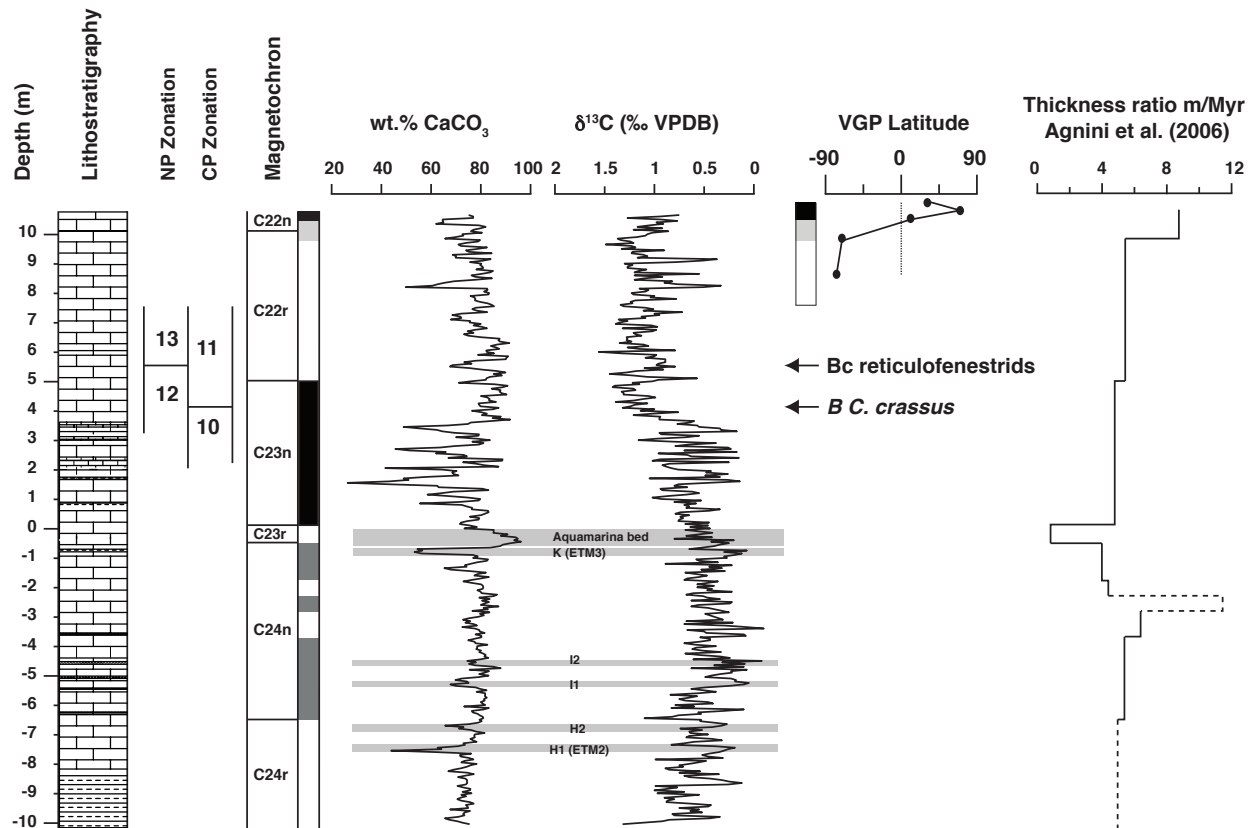 Depth (m)
Lithostratigraphy
NP Zonation
CP Zonation
Magnetochron
wt.% CaCO₃
δ¹³C (‰ VPDB)
VGP Latitude
Thickness ratio m/Myr
Agnini et al. (2006)
20 40 60 80 100
2 1.5 1 0.5 0
-90 0 90
0 4 8 12
10
9
8
7
6
5
4
3
2
1
0
-1
-2
-3
-4
-5
-6
-7
-8
-9
-10
13
12
11
10
C22n
C22r
C23n
C23r
C24n
C24r
Bc reticulofenestrids
B C. crassus
Aquamarina bed
K (ETM3)
I2
I1
H2
H1 (ETM2)